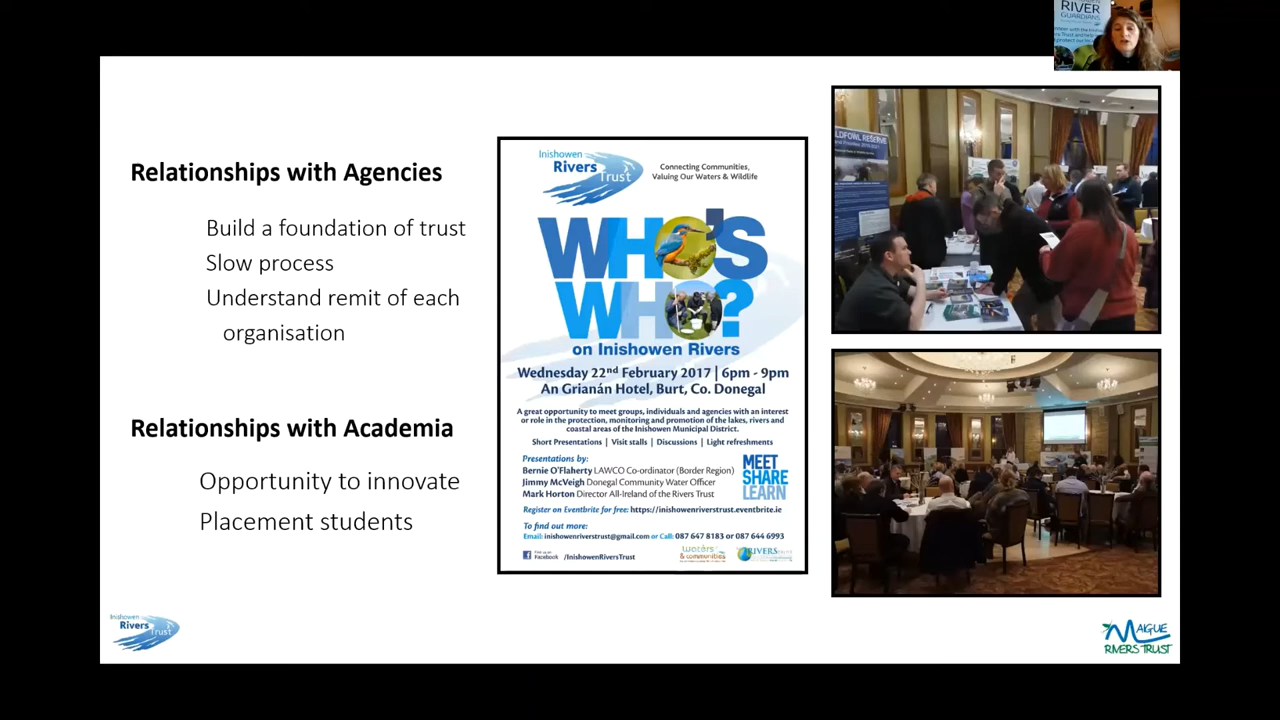 RIVER
GUARDIANS
Relationships with Agencies
Build a foundation of trust
Slow process
Understand remit of each
organisation
Relationships with Academia
Opportunity to innovate
Placement students
Inishowen
Rivers
Trust
Connecting Communities,
Valuing Our Waters & Wildlife
WHO'S
WHO?
on Inishowen Rivers
Wednesday 22nd February 2017 | 6pm - 9pm
An Grianán Hotel, Burt, Co. Donegal
A great opportunity to meet groups, individuals and agencies with an interest
or role in the protection, monitoring and promotion of the lakes, rivers and
coastal areas of the Inishowen Municipal District.
Short Presentations | Visit stalls | Discussions | Light refreshments
Presentations by:
Bernie O'Flaherty LAWCO Co-ordinator (Border Region)
Jimmy McVeigh Donegal Community Water Officer
Mark Horton Director All-Ireland of the Rivers Trust
MEET
SHARE
LEARN
Register on Eventbrite for free: https://inishowenriverstrust.eventbrite.ie
To find out more:
Email: inishowenriverstrust@gmail.com or Call: 087 647 8183 or 087 644 6993
Facebook /InishowenRiversTrust
waters
& communities
RIVERS
WILDFOWL RESERVE
Inishowen
Rivers
Trust
MAIGUE
RIVERS TRUST